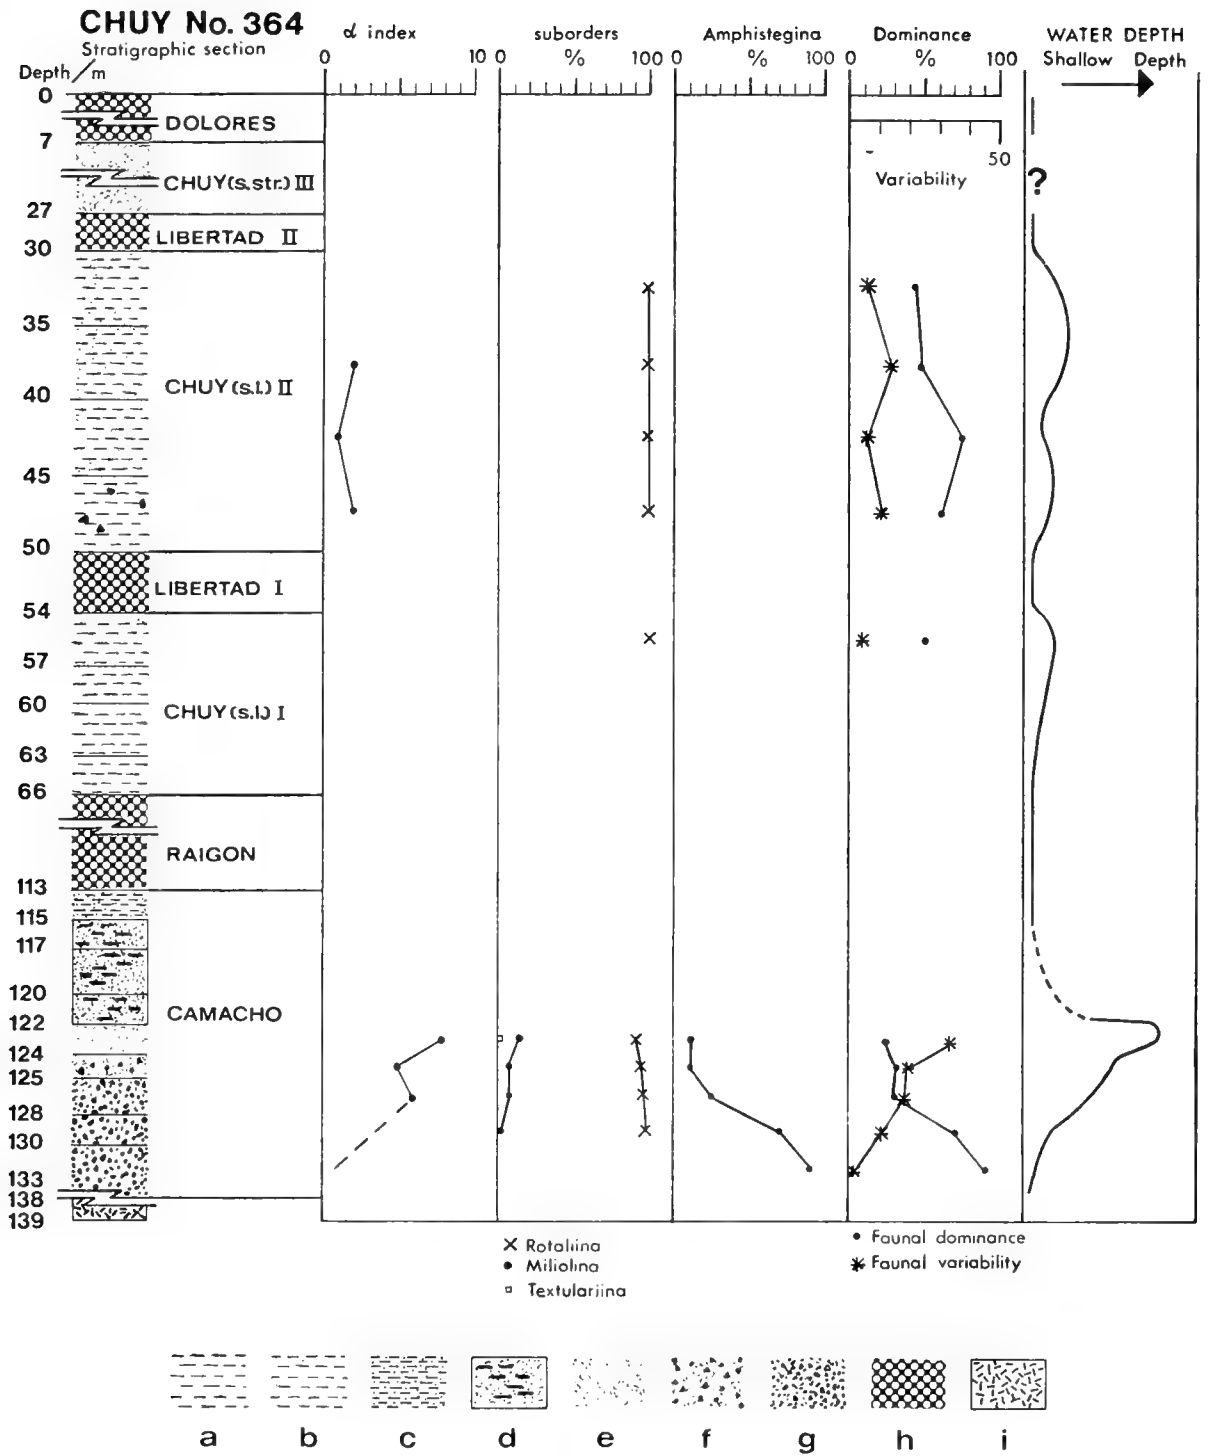 CHUY No. 364
Stratigraphic section
Depth / m
α index
suborders
Amphistegina
Dominance
WATER DEPTH
0 10 0 % 100 0 % 100 0 % 100
Shallow Depth
0
DOLORES
7
50
CHUY (s.str.) III
Variability
?
27
LIBERTAD II
30
35
CHUY (s.l.) II
40
45
50
LIBERTAD I
54
57
60
CHUY (s.l.) I
63
66
RAIGON
113
115
117
120
CAMACHO
122
124
125
128
130
133
138
139
× Rotaliina
• Miliolina
▫ Textulariina
• Faunal dominance
✳ Faunal variability
a b c d e f g h i